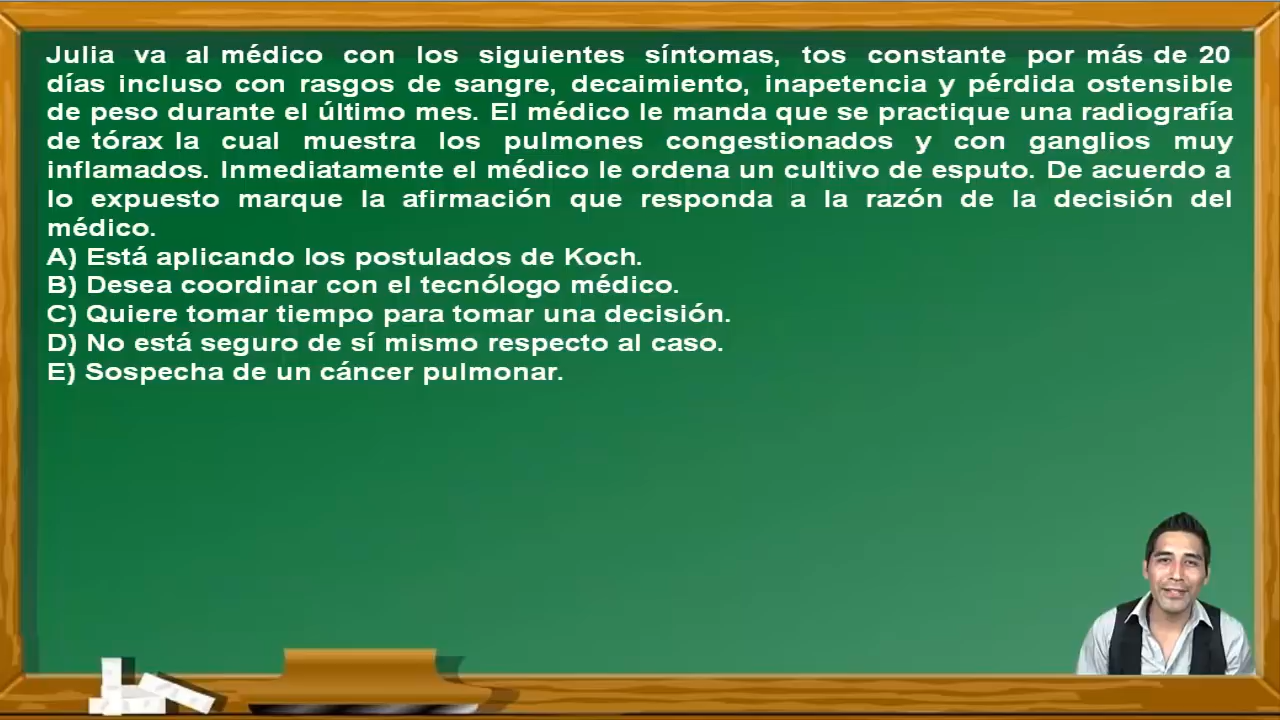 Julia va al médico con los siguientes síntomas, tos constante por más de 20
días incluso con rasgos de sangre, decaimiento, inapetencia y pérdida ostensible
de peso durante el último mes. El médico le manda que se practique una radiografía
de tórax la cual muestra los pulmones congestionados y con ganglios muy
inflamados. Inmediatamente el médico le ordena un cultivo de esputo. De acuerdo a
lo expuesto marque la afirmación que responda a la razón de la decisión del
médico.
A) Está aplicando los postulados de Koch.
B) Desea coordinar con el tecnólogo médico.
C) Quiere tomar tiempo para tomar una decisión.
D) No está seguro de sí mismo respecto al caso.
E) Sospecha de un cáncer pulmonar.